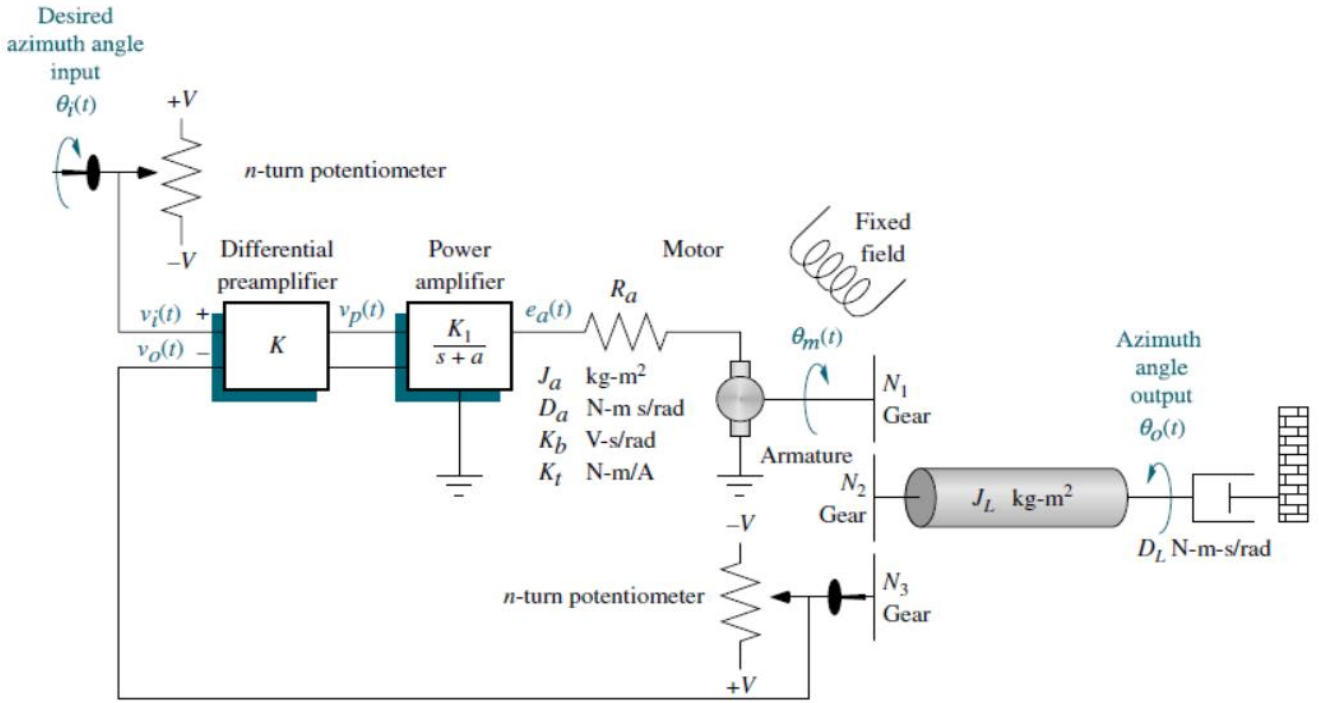 Desired
azimuth angle
input
θi(t)
+V
n-turn potentiometer
−V
Differential
preamplifier
Power
amplifier
Motor
Fixed
field
vi(t) +
vo(t) −
K
vp(t)
K1
s + a
ea(t)
Ra
θm(t)
Ja kg-m²
Da N-m s/rad
Kb V-s/rad
Kt N-m/A
N1
Gear
Armature
N2
Gear
JL kg-m²
Azimuth
angle
output
θo(t)
DL N-m-s/rad
−V
n-turn potentiometer
N3
Gear
+V